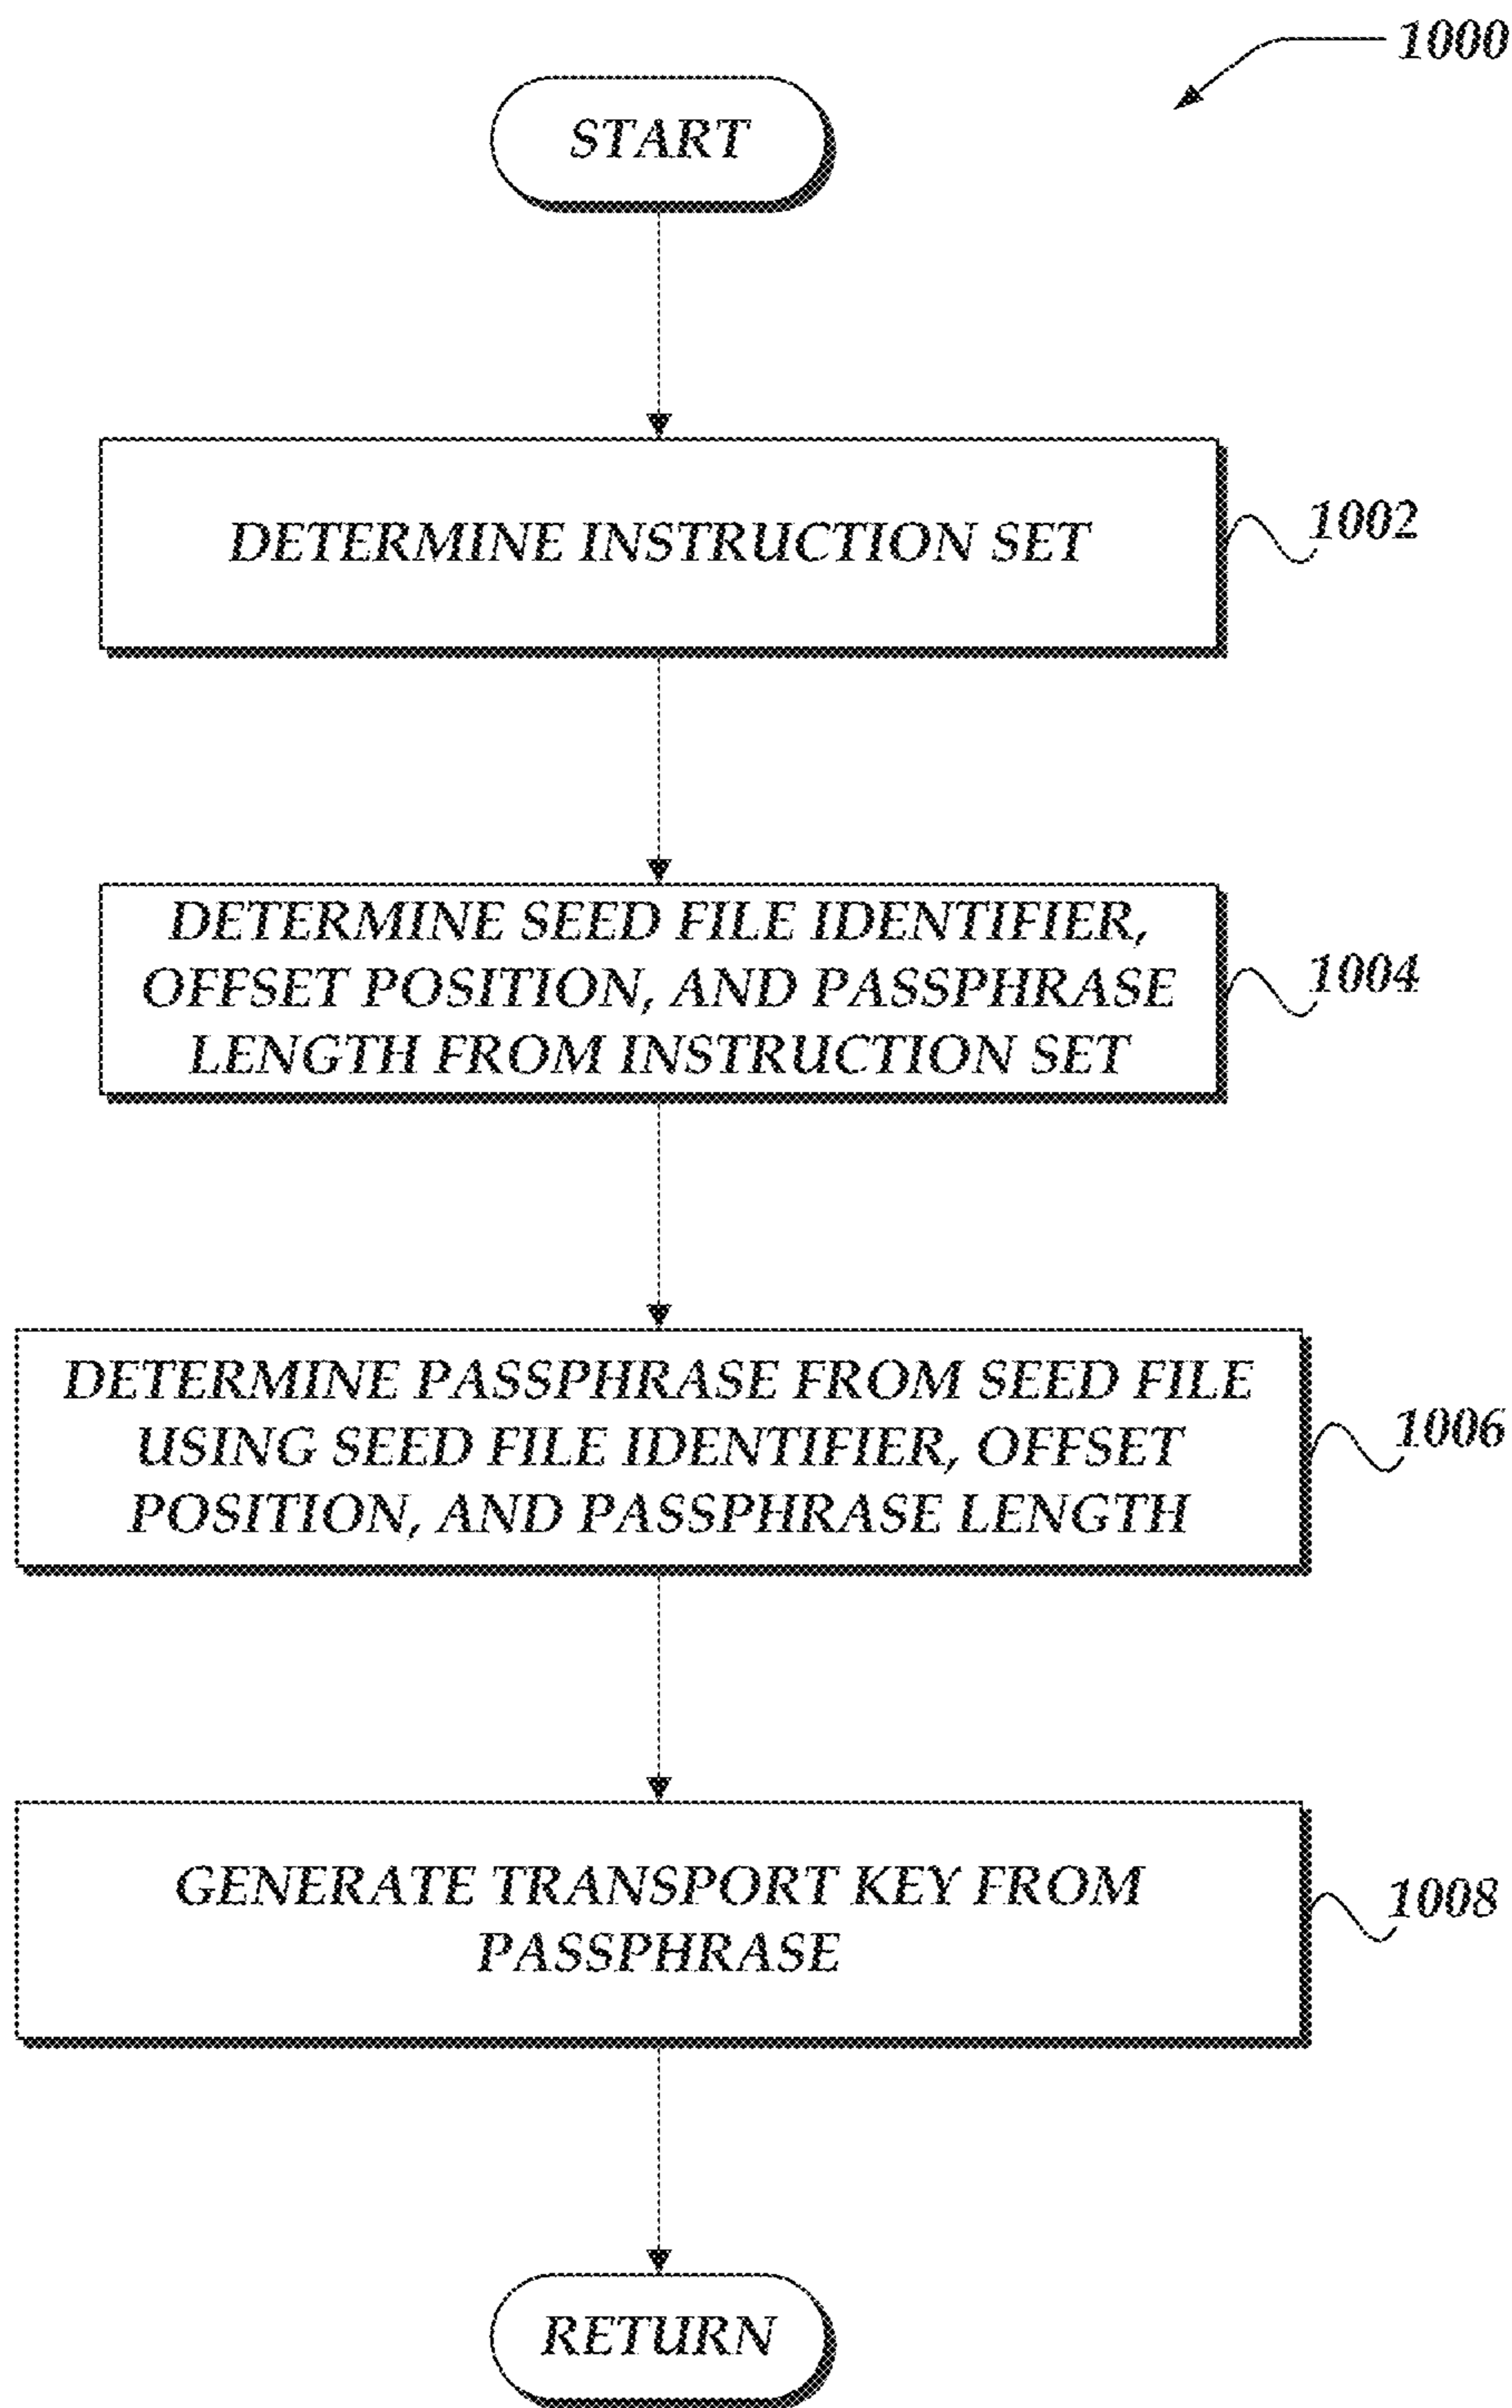 1000
START
DETERMINE INSTRUCTION SET
1002
DETERMINE SEED FILE IDENTIFIER,
OFFSET POSITION, AND PASSPHRASE
LENGTH FROM INSTRUCTION SET
1004
DETERMINE PASSPHRASE FROM SEED FILE
USING SEED FILE IDENTIFIER, OFFSET
POSITION, AND PASSPHRASE LENGTH
1006
GENERATE TRANSPORT KEY FROM
PASSPHRASE
1008
RETURN